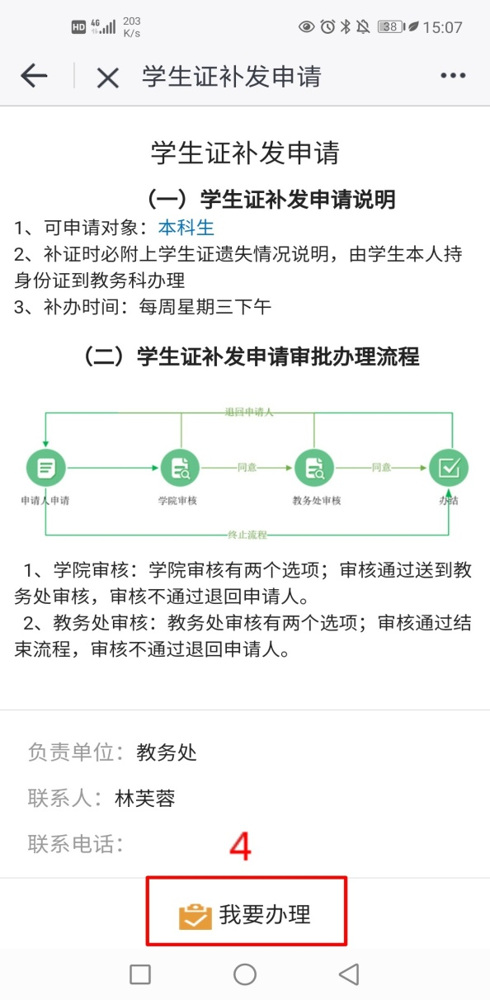 HD 4G 203 K/s 38 15:07
学生证补发申请
学生证补发申请
（一）学生证补发申请说明
1、可申请对象：本科生
2、补证时必附上学生证遗失情况说明，由学生本人持
身份证到教务科办理
3、补办时间：每周星期三下午
（二）学生证补发申请审批办理流程
退回申请人
同意
同意
申请人申请
学院审核
教务处审核
办结
终止流程
1、学院审核：学院审核有两个选项；审核通过送到教
务处审核，审核不通过退回申请人。
2、教务处审核：教务处审核有两个选项；审核通过结
束流程，审核不通过退回申请人。
负责单位：教务处
联系人：林芙蓉
联系电话：
4
我要办理